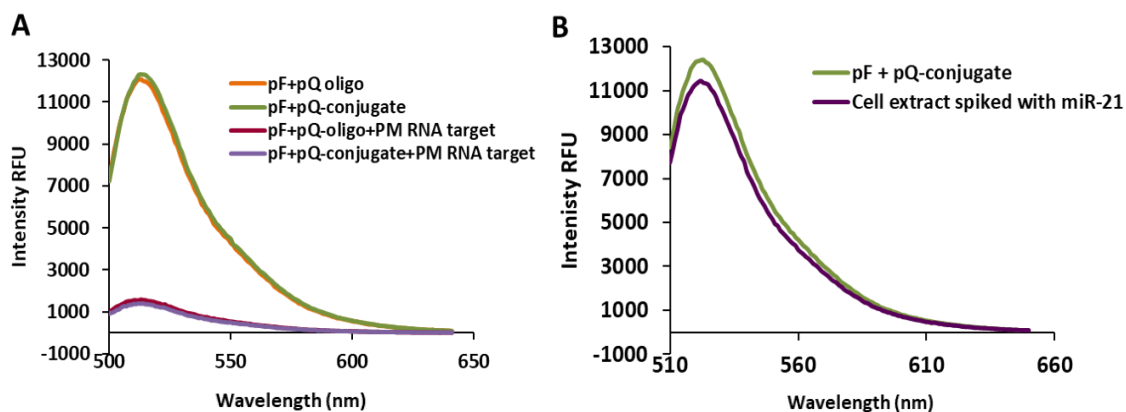 A
13000
11000
9000
7000
5000
3000
1000
-1000
500
550
600
650
Intensity RFU
Wavelength (nm)
pF+pQ oligo
pF+pQ-conjugate
pF+pQ-oligo+PM RNA target
pF+pQ-conjugate+PM RNA target
B
13000
11000
9000
7000
5000
3000
1000
-1000
510
560
610
660
Intenisty RFU
Wavelength (nm)
pF + pQ-conjugate
Cell extract spiked with miR-21